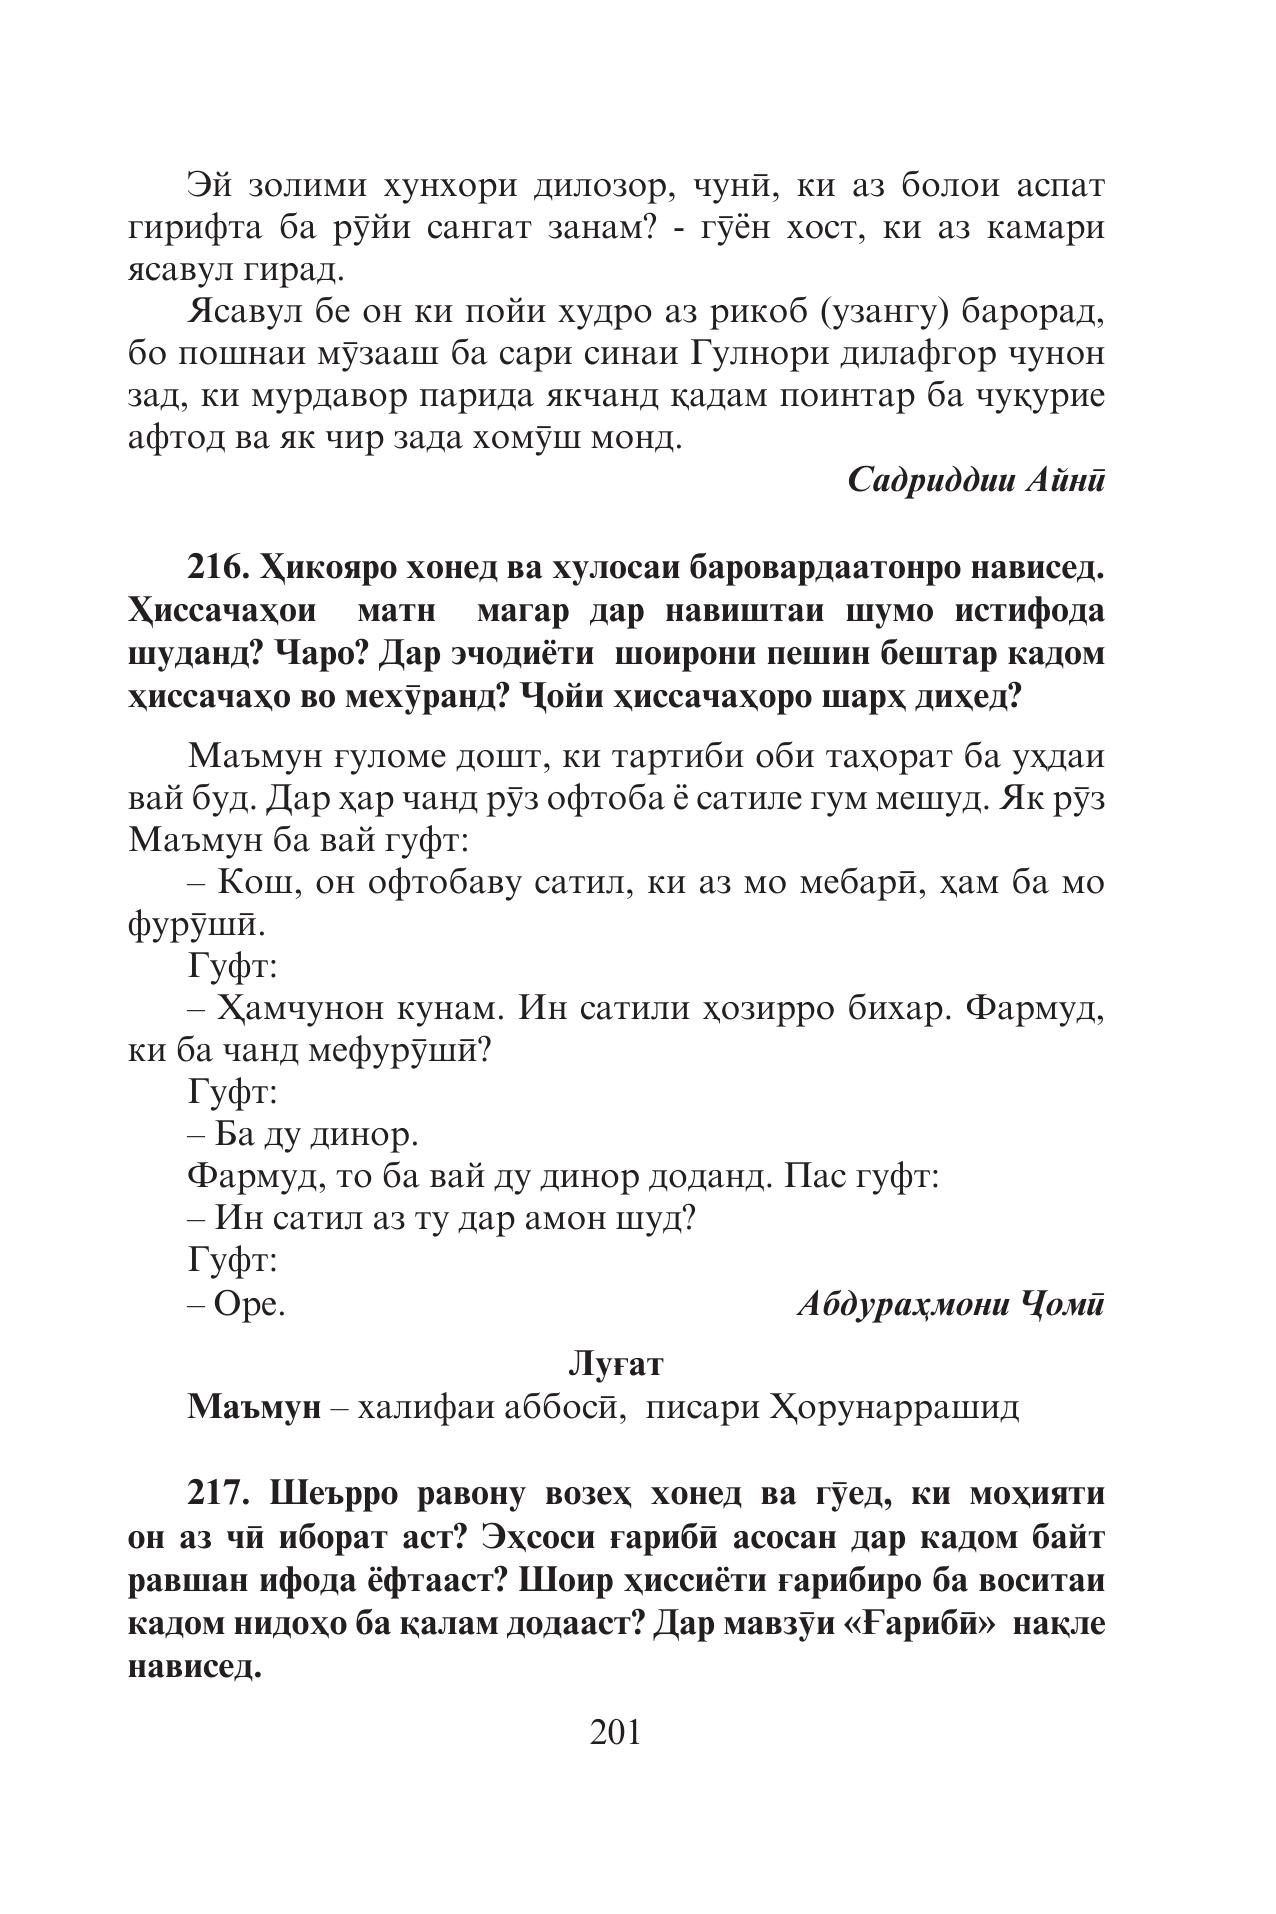 Эй золими хунхори дилозор, чунӣ, ки аз болои аспат
гирифта ба рӯйи сангат занам? - гӯён хост, ки аз камари
ясавул гирад.
Ясавул бе он ки пойи худро аз рикоб (узангу) барорад,
бо пошнаи мӯзааш ба сари синаи Гулнори дилафгор чунон
зад, ки мурдавор парида якчанд қадам поинтар ба чуқурие
афтод ва як чир зада хомӯш монд.
Садриддии Айнӣ
216. Ҳикояро хонед ва хулосаи баровардаатонро нависед.
Ҳиссачаҳои матн магар дар навиштаи шумо истифода
шуданд? Чаро? Дар эчодиёти шоирони пешин бештар кадом
ҳиссачаҳо во мехӯранд? Ҷойи ҳиссачаҳоро шарҳ диҳед?
Маъмун ғуломе дошт, ки тартиби оби таҳорат ба уҳдаи
вай буд. Дар ҳар чанд рӯз офтоба ё сатиле гум мешуд. Як рӯз
Маъмун ба вай гуфт:
– Кош, он офтобаву сатил, ки аз мо мебарӣ, ҳам ба мо
фурӯшӣ.
Гуфт:
– Ҳамчунон кунам. Ин сатили ҳозирро бихар. Фармуд,
ки ба чанд мефурӯшӣ?
Гуфт:
– Ба ду динор.
Фармуд, то ба вай ду динор доданд. Пас гуфт:
– Ин сатил аз ту дар амон шуд?
Гуфт:
– Оре. Абдураҳмони Ҷомӣ
Луғат
Маъмун – халифаи аббосӣ, писари Ҳорунаррашид
217. Шеърро равону возеҳ хонед ва гӯед, ки моҳияти
он аз чӣ иборат аст? Эҳсоси ғарибӣ асосан дар кадом байт
равшан ифода ёфтааст? Шоир ҳиссиёти ғарибиро ба воситаи
кадом нидоҳо ба қалам додааст? Дар мавзӯи «Ғарибӣ» нақле
нависед.
201